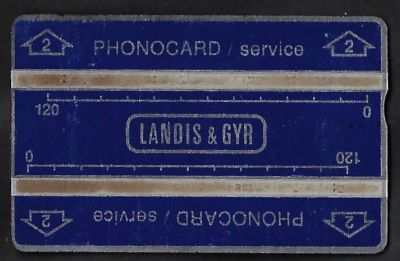 2 PHONOCARD / service 2
120 0
LANDIS & GYR
0 120
2 PHONOCARD / service 2